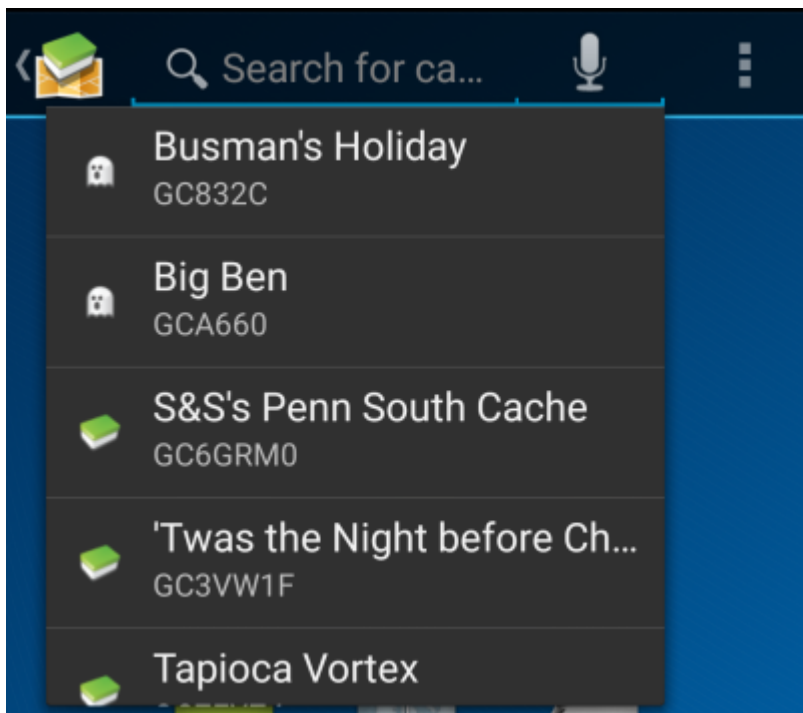 Search for ca...
Busman's Holiday
GC832C
Big Ben
GCA660
S&S's Penn South Cache
GC6GRM0
'Twas the Night before Ch...
GC3VW1F
Tapioca Vortex